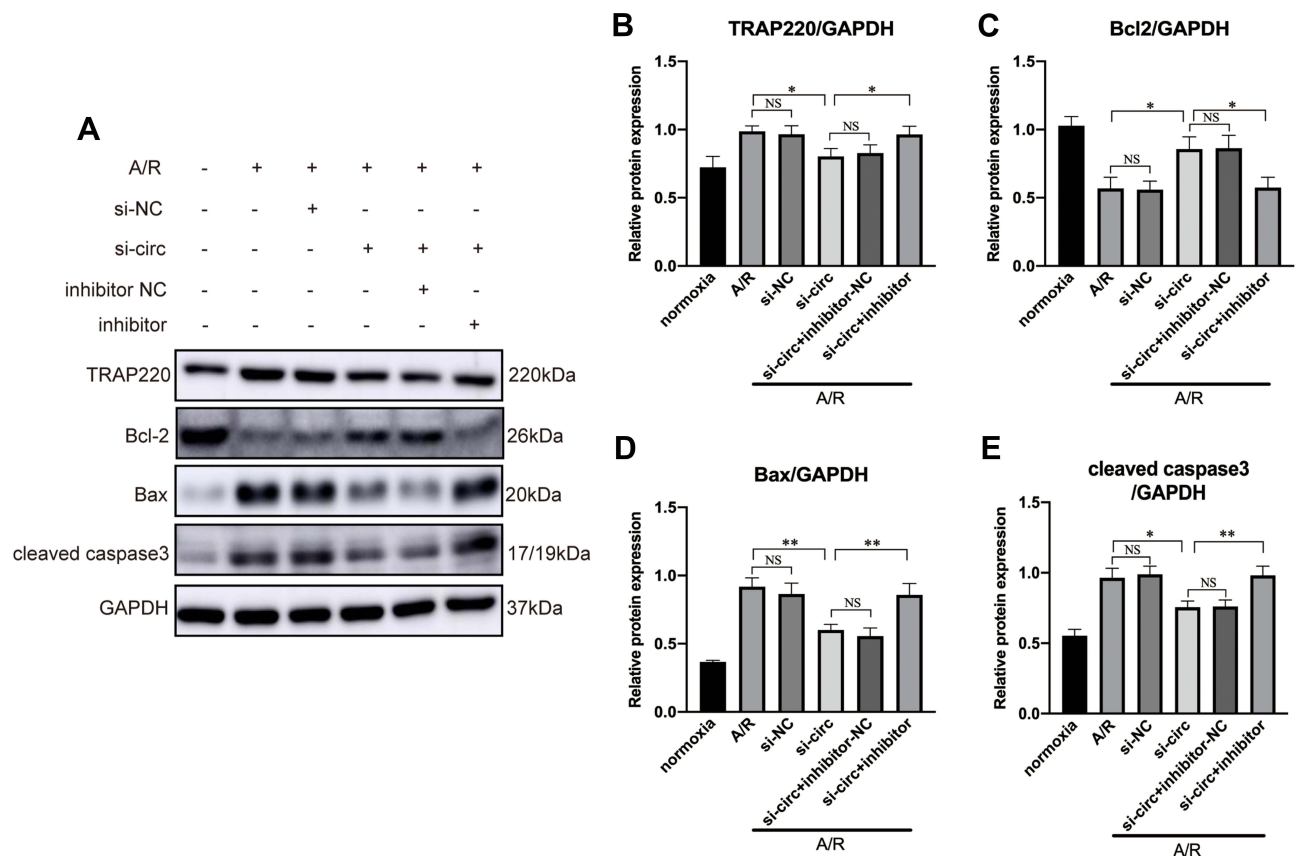 A
A/R - + + + + +
si-NC - - + - - -
si-circ - - - + + +
inhibitor NC - - - - + -
inhibitor - - - - - +
TRAP220 220kDa
Bcl-2 26kDa
Bax 20kDa
cleaved caspase3 17/19kDa
GAPDH 37kDa
B
TRAP220/GAPDH
Relative protein expression
1.5
1.0
0.5
0.0
* *
NS NS
normoxia
A/R
si-NC
si-circ
si-circ+inhibitor-NC
si-circ+inhibitor
A/R
C
Bcl2/GAPDH
Relative protein expression
1.5
1.0
0.5
0.0
* *
NS NS
normoxia
A/R
si-NC
si-circ
si-circ+inhibitor-NC
si-circ+inhibitor
A/R
D
Bax/GAPDH
Relative protein expression
1.5
1.0
0.5
0.0
** **
NS NS
normoxia
A/R
si-NC
si-circ
si-circ+inhibitor-NC
si-circ+inhibitor
A/R
E
cleaved caspase3
/GAPDH
Relative protein expression
1.5
1.0
0.5
0.0
* **
NS NS
normoxia
A/R
si-NC
si-circ
si-circ+inhibitor-NC
si-circ+inhibitor
A/R